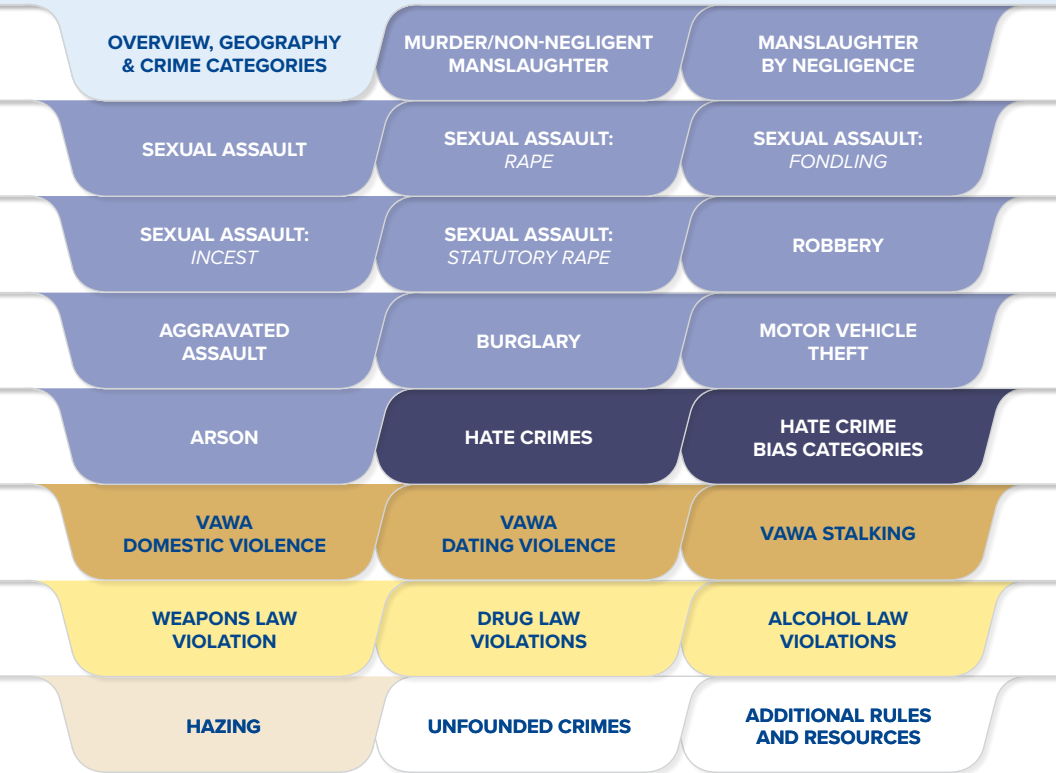 OVERVIEW, GEOGRAPHY
& CRIME CATEGORIES
MURDER/NON-NEGLIGENT
MANSLAUGHTER
MANSLAUGHTER
BY NEGLIGENCE
SEXUAL ASSAULT
SEXUAL ASSAULT:
RAPE
SEXUAL ASSAULT:
FONDLING
SEXUAL ASSAULT:
INCEST
SEXUAL ASSAULT:
STATUTORY RAPE
ROBBERY
AGGRAVATED
ASSAULT
BURGLARY
MOTOR VEHICLE
THEFT
ARSON
HATE CRIMES
HATE CRIME
BIAS CATEGORIES
VAWA
DOMESTIC VIOLENCE
VAWA
DATING VIOLENCE
VAWA STALKING
WEAPONS LAW
VIOLATION
DRUG LAW
VIOLATIONS
ALCOHOL LAW
VIOLATIONS
HAZING
UNFOUNDED CRIMES
ADDITIONAL RULES
AND RESOURCES